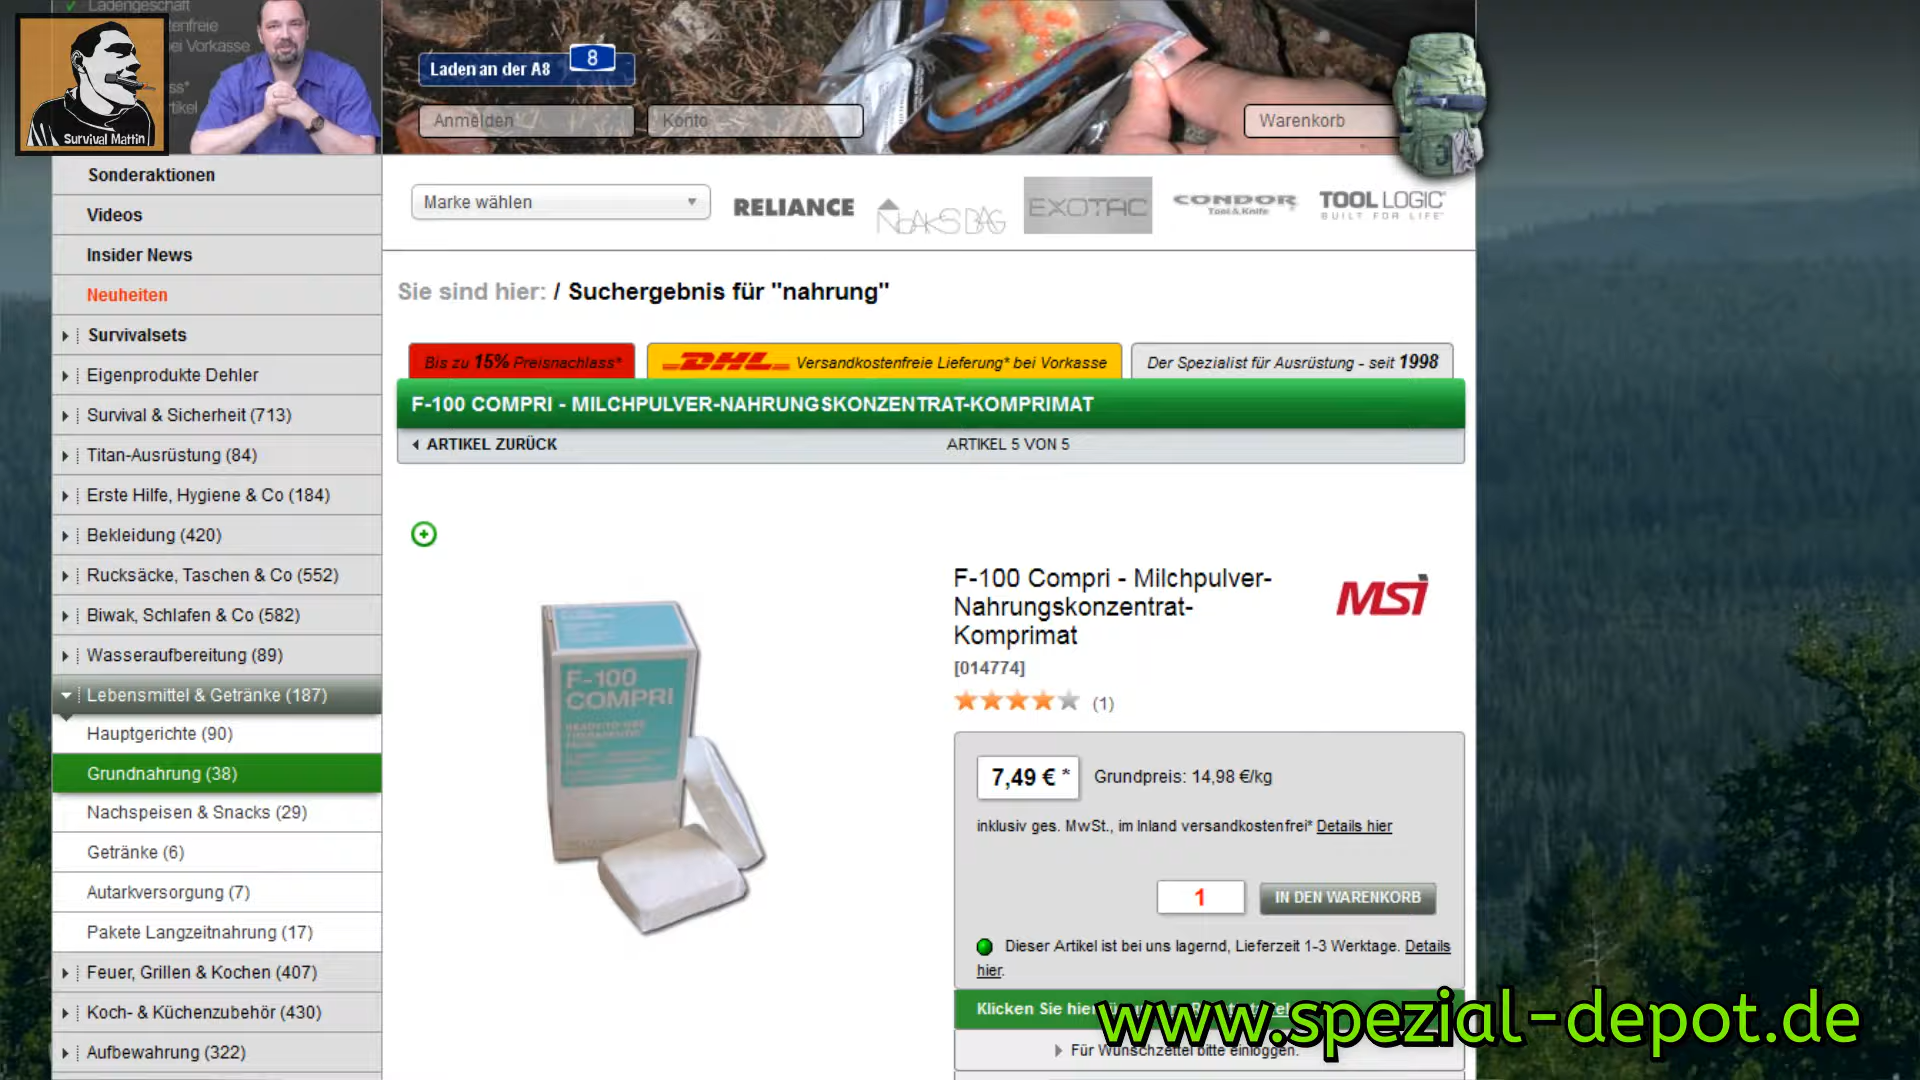 Ladengeschäft
Survival Mattin
Laden an der A8
8
Anmelden
Konto
Warenkorb
Sonderaktionen
Videos
Insider News
Neuheiten
Survivalsets
Eigenprodukte Dehler
Survival & Sicherheit (713)
Titan-Ausrüstung (84)
Erste Hilfe, Hygiene & Co (184)
Bekleidung (420)
Rucksäcke, Taschen & Co (552)
Biwak, Schlafen & Co (582)
Wasseraufbereitung (89)
Lebensmittel & Getränke (187)
Hauptgerichte (90)
Grundnahrung (38)
Nachspeisen & Snacks (29)
Getränke (6)
Autarkversorgung (7)
Pakete Langzeitnahrung (17)
Feuer, Grillen & Kochen (407)
Koch- & Küchenzubehör (430)
Aufbewahrung (322)
Marke wählen
RELIANCE
NOAKS BAG
EXOTAC
CONDOR
Tool & Knife
TOOL LOGIC
BUILT FOR LIFE
Sie sind hier: / Suchergebnis für "nahrung"
Bis zu 15% Preisnachlass*
DHL Versandkostenfreie Lieferung* bei Vorkasse
Der Spezialist für Ausrüstung - seit 1998
F-100 COMPRI - MILCHPULVER-NAHRUNGSKONZENTRAT-KOMPRIMAT
ARTIKEL ZURÜCK
ARTIKEL 5 VON 5
F-100
COMPRI
F-100 Compri - Milchpulver-
Nahrungskonzentrat-
Komprimat
[014774]
(1)
MSI
7,49 € *
Grundpreis: 14,98 €/kg
inklusiv ges. MwSt., im Inland versandkostenfrei* Details hier
1
IN DEN WARENKORB
Dieser Artikel ist bei uns lagernd, Lieferzeit 1-3 Werktage. Details
hier.
Klicken Sie hier
www.spezial-depot.de
Für Wunschzettel bitte einloggen.